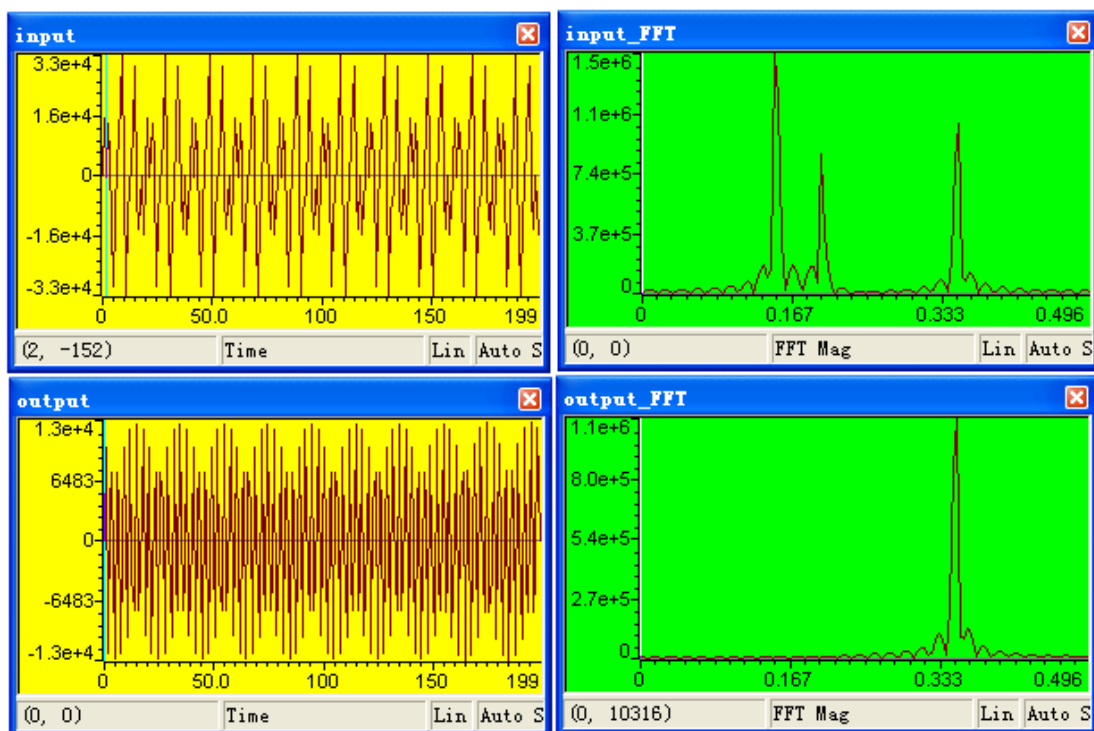 input
3.3e+4
1.6e+4
0
-1.6e+4
-3.3e+4
0 50.0 100 150 199
(2, -152) Time Lin Auto S
input_FFT
1.5e+6
1.1e+6
7.4e+5
3.7e+5
0
0 0.167 0.333 0.496
(0, 0) FFT Mag Lin Auto S
output
1.3e+4
6483
0
-6483
-1.3e+4
0 50.0 100 150 199
(0, 0) Time Lin Auto S
output_FFT
1.1e+6
8.0e+5
5.4e+5
2.7e+5
0
0 0.167 0.333 0.496
(0, 10316) FFT Mag Lin Auto S